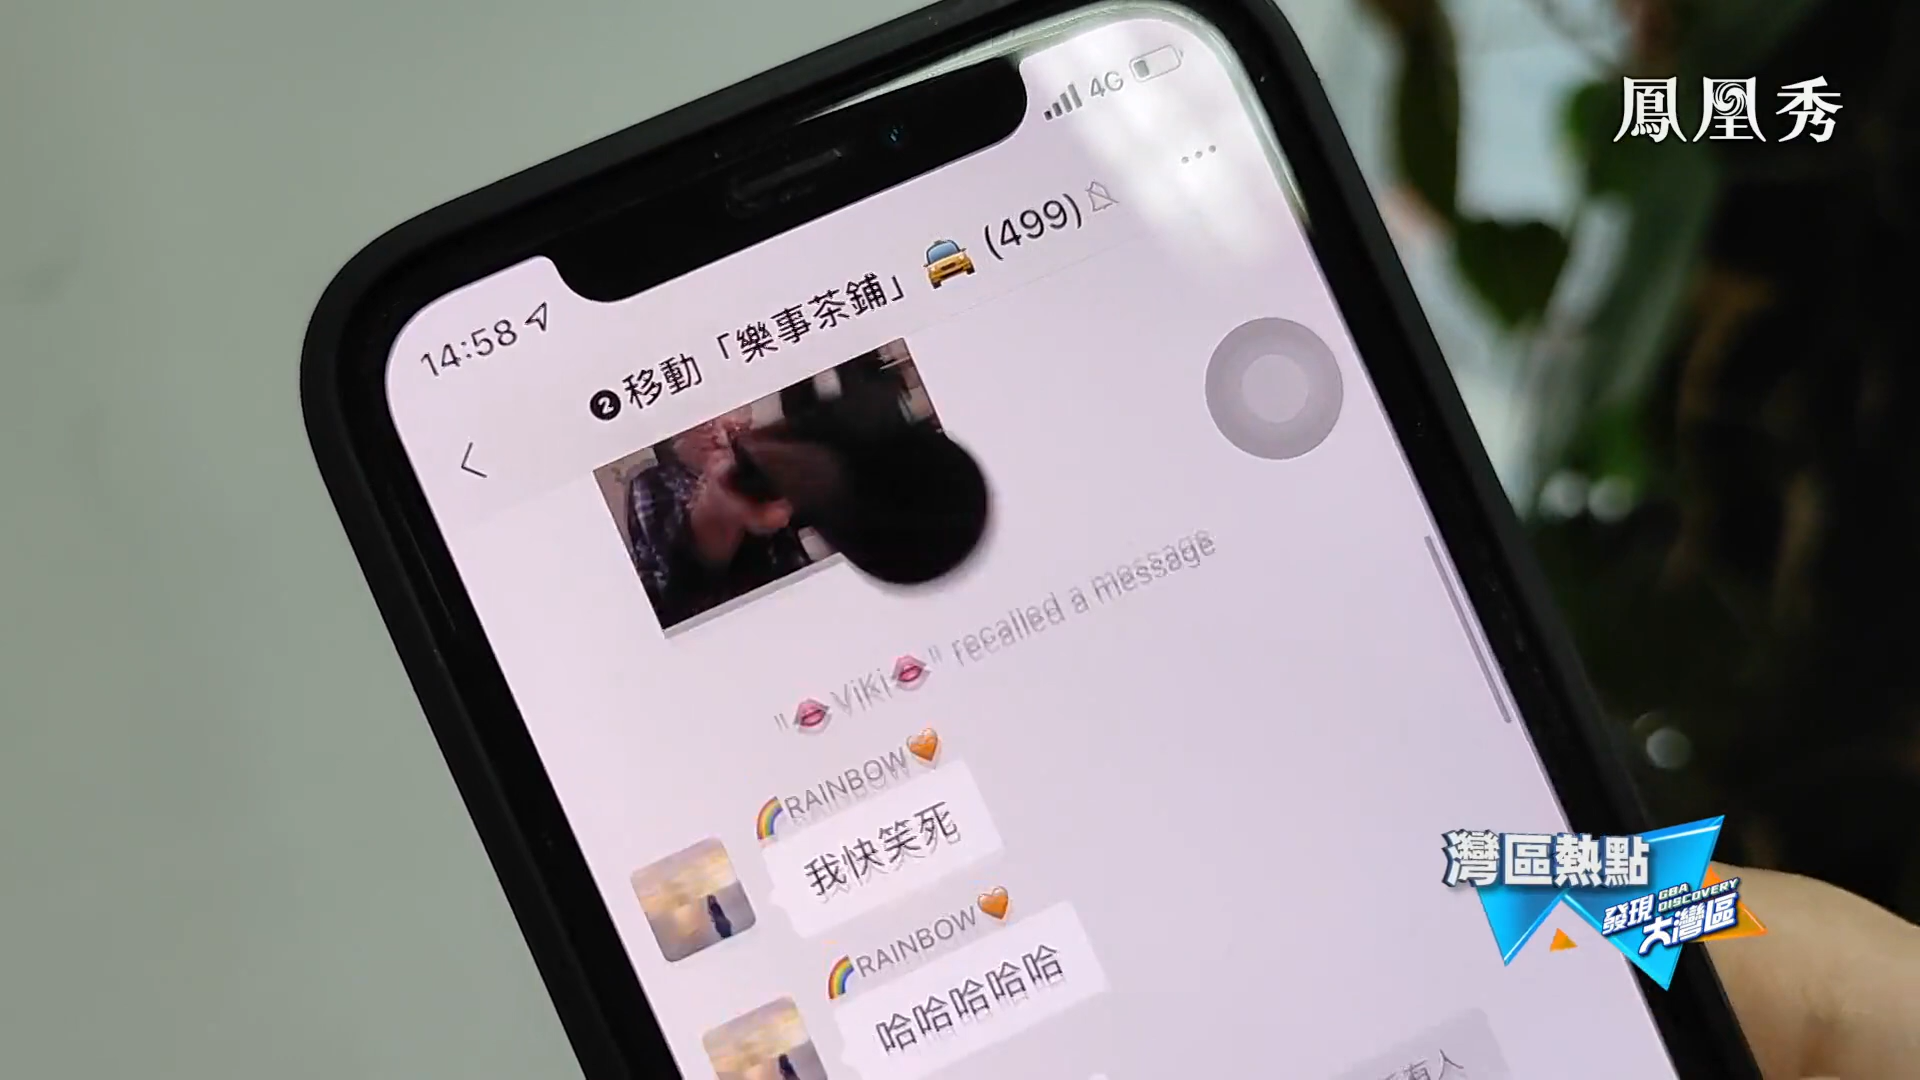 鳳凰秀
4G
14:58
❷移動「樂事茶鋪」🚖 (499)
"👄Viki👄" recalled a message
🌈RAINBOW🧡
我快笑死
🌈RAINBOW🧡
哈哈哈哈哈
有人
灣區熱點
GBA
DISCOVERY
發現
大灣區